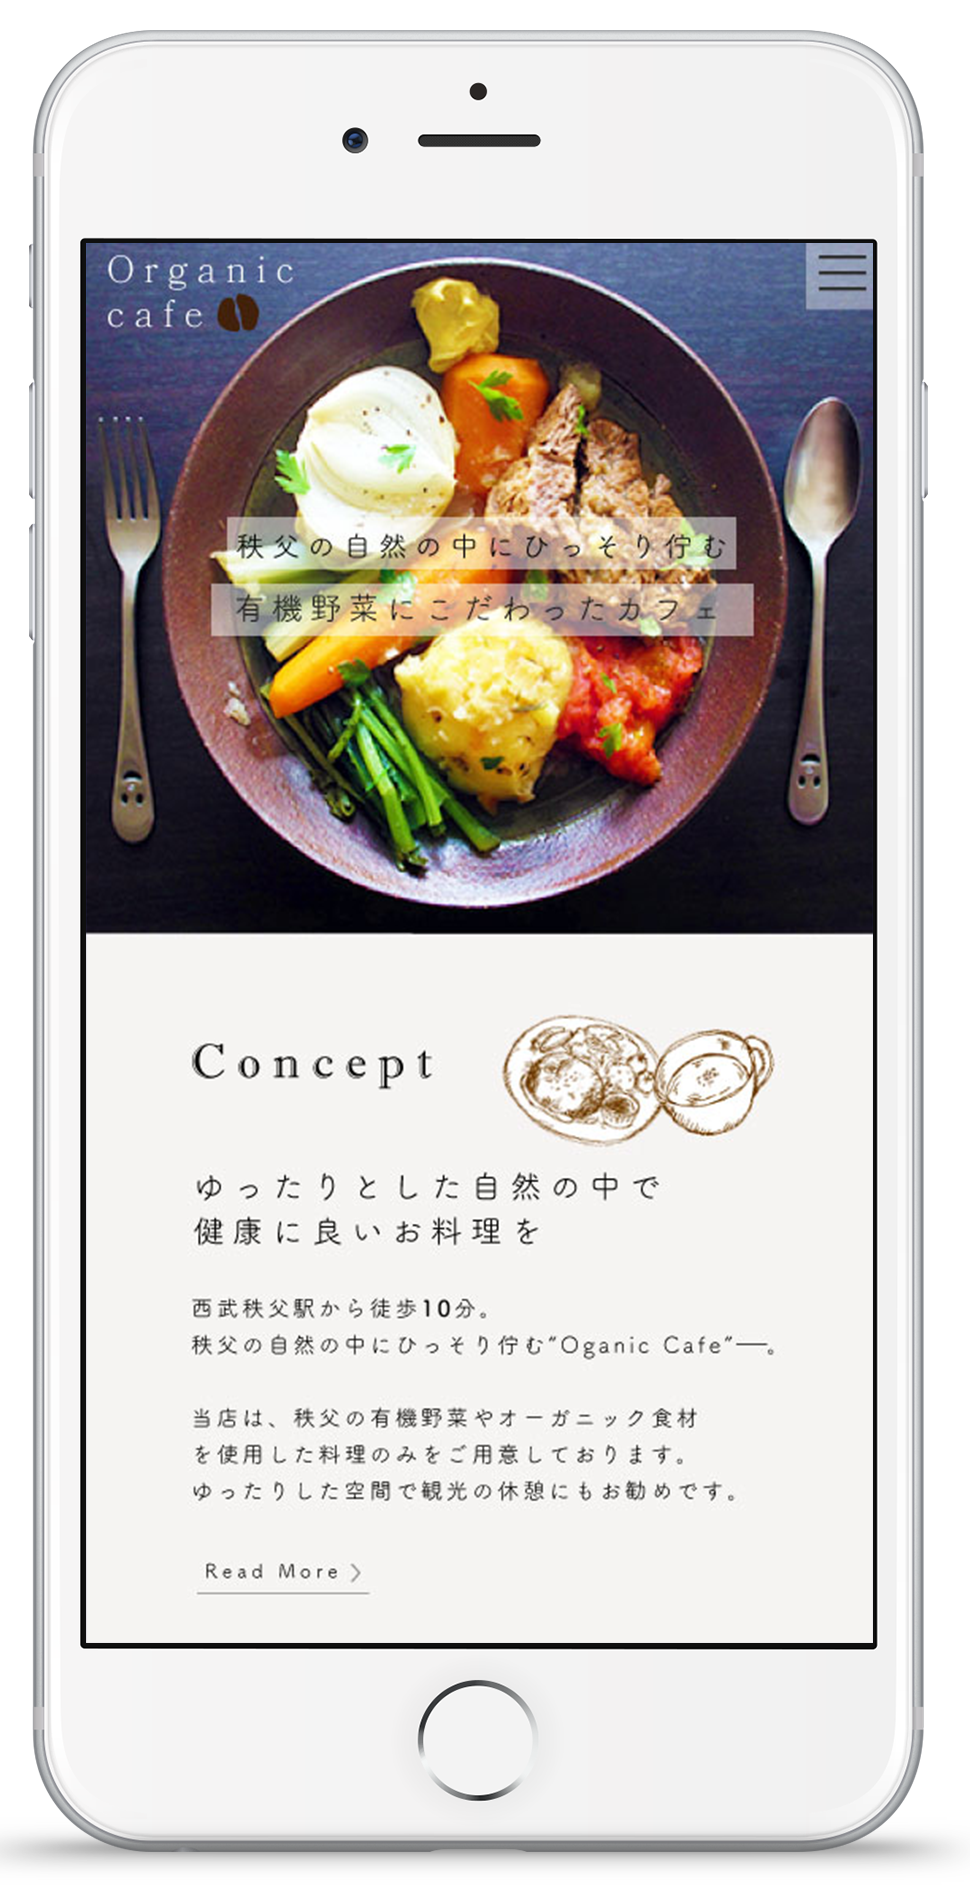 Organic
cafe
秩父の自然の中にひっそり佇む
有機野菜にこだわったカフェ
Concept
ゆったりとした自然の中で
健康に良いお料理を
西武秩父駅から徒歩10分。
秩父の自然の中にひっそり佇む“Oganic Cafe”──。
当店は、秩父の有機野菜やオーガニック食材
を使用した料理のみをご用意しております。
ゆったりした空間で観光の休憩にもお勧めです。
Read More